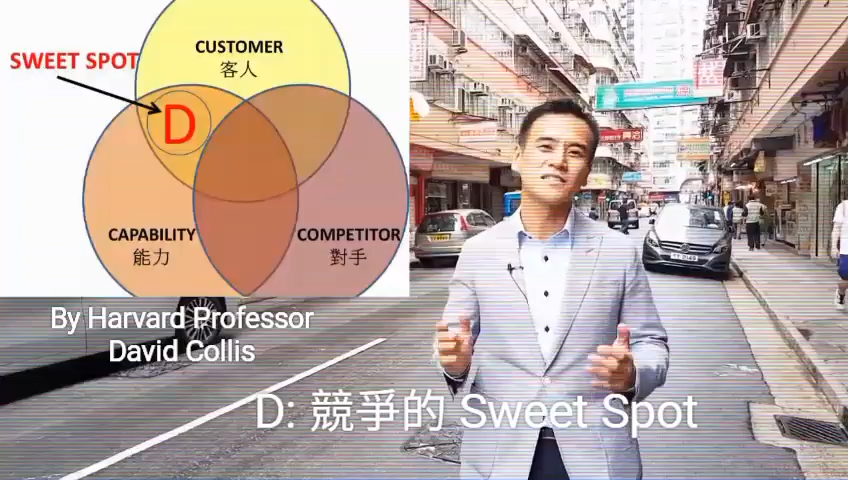 CUSTOMER
客人
SWEET SPOT
D
CAPABILITY
能力
COMPETITOR
對手
By Harvard Professor
David Collis
D: 競爭的 Sweet Spot